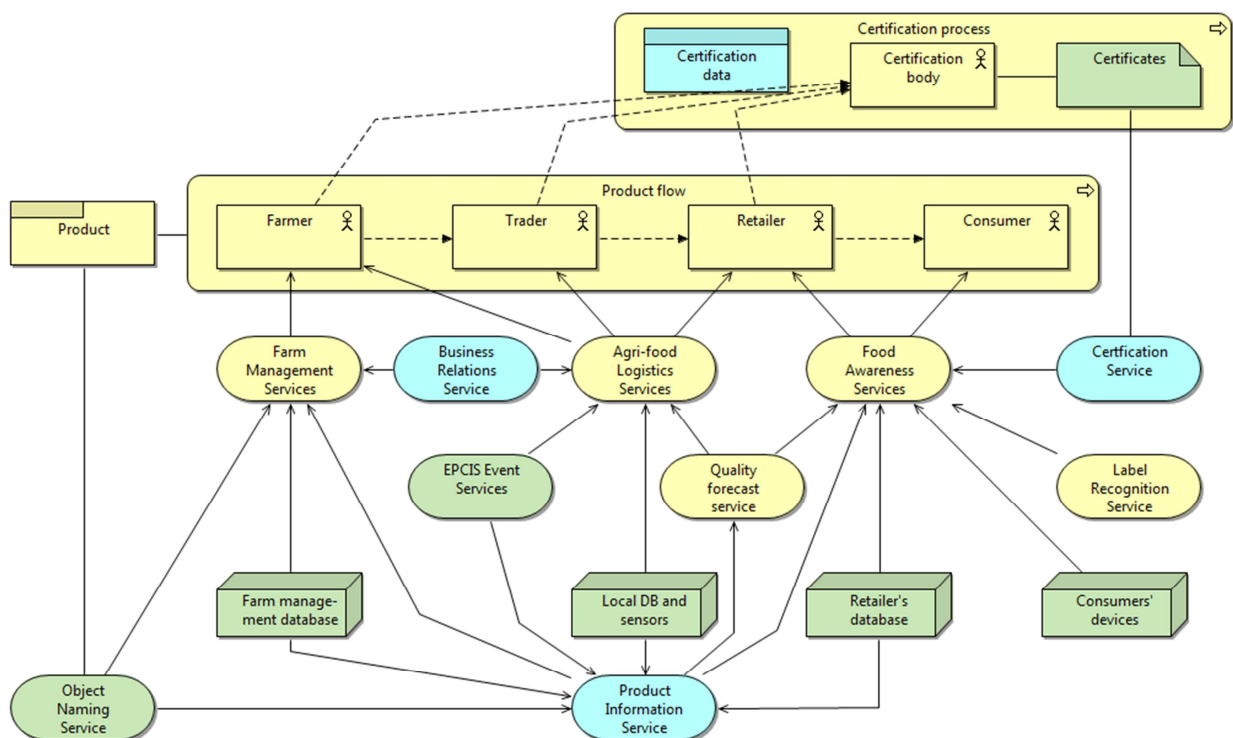 Certification process
Certification
data
Certification
body
Certificates
Product flow
Product
Farmer
Trader
Retailer
Consumer
Farm
Management
Services
Business
Relations
Service
Agri-food
Logistics
Services
Food
Awareness
Services
Certfication
Service
EPCIS Event
Services
Quality
forecast
service
Label
Recognition
Service
Farm manage-
ment database
Local DB and
sensors
Retailer's
database
Consumers'
devices
Object
Naming
Service
Product
Information
Service